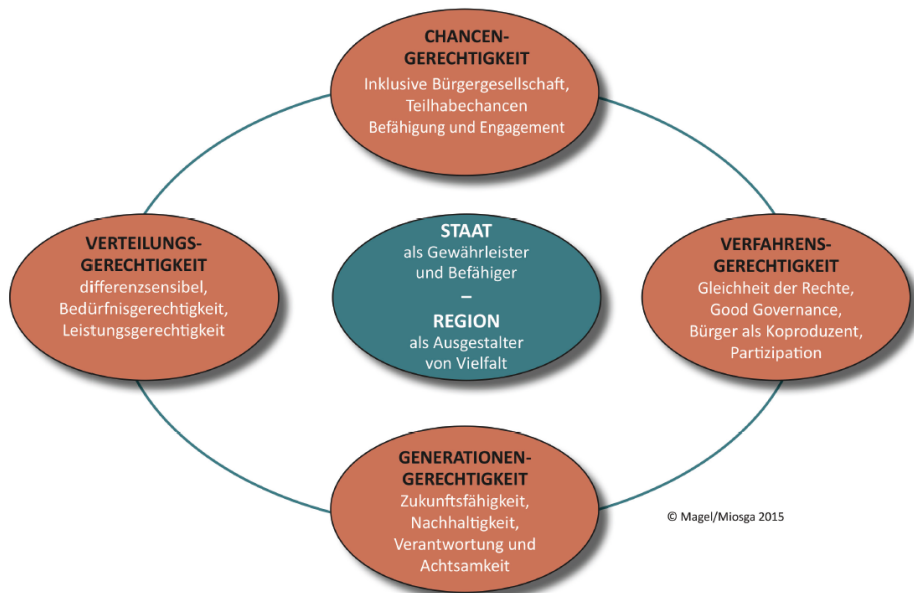 CHANCEN-
GERECHTIGKEIT
Inklusive Bürgergesellschaft,
Teilhabechancen
Befähigung und Engagement
VERTEILUNGS-
GERECHTIGKEIT
differenzsensibel,
Bedürfnisgerechtigkeit,
Leistungsgerechtigkeit
STAAT
als Gewährleister
und Befähiger
–
REGION
als Ausgestalter
von Vielfalt
VERFAHRENS-
GERECHTIGKEIT
Gleichheit der Rechte,
Good Governance,
Bürger als Koproduzent,
Partizipation
GENERATIONEN-
GERECHTIGKEIT
Zukunftsfähigkeit,
Nachhaltigkeit,
Verantwortung und
Achtsamkeit
© Magel/Miosga 2015